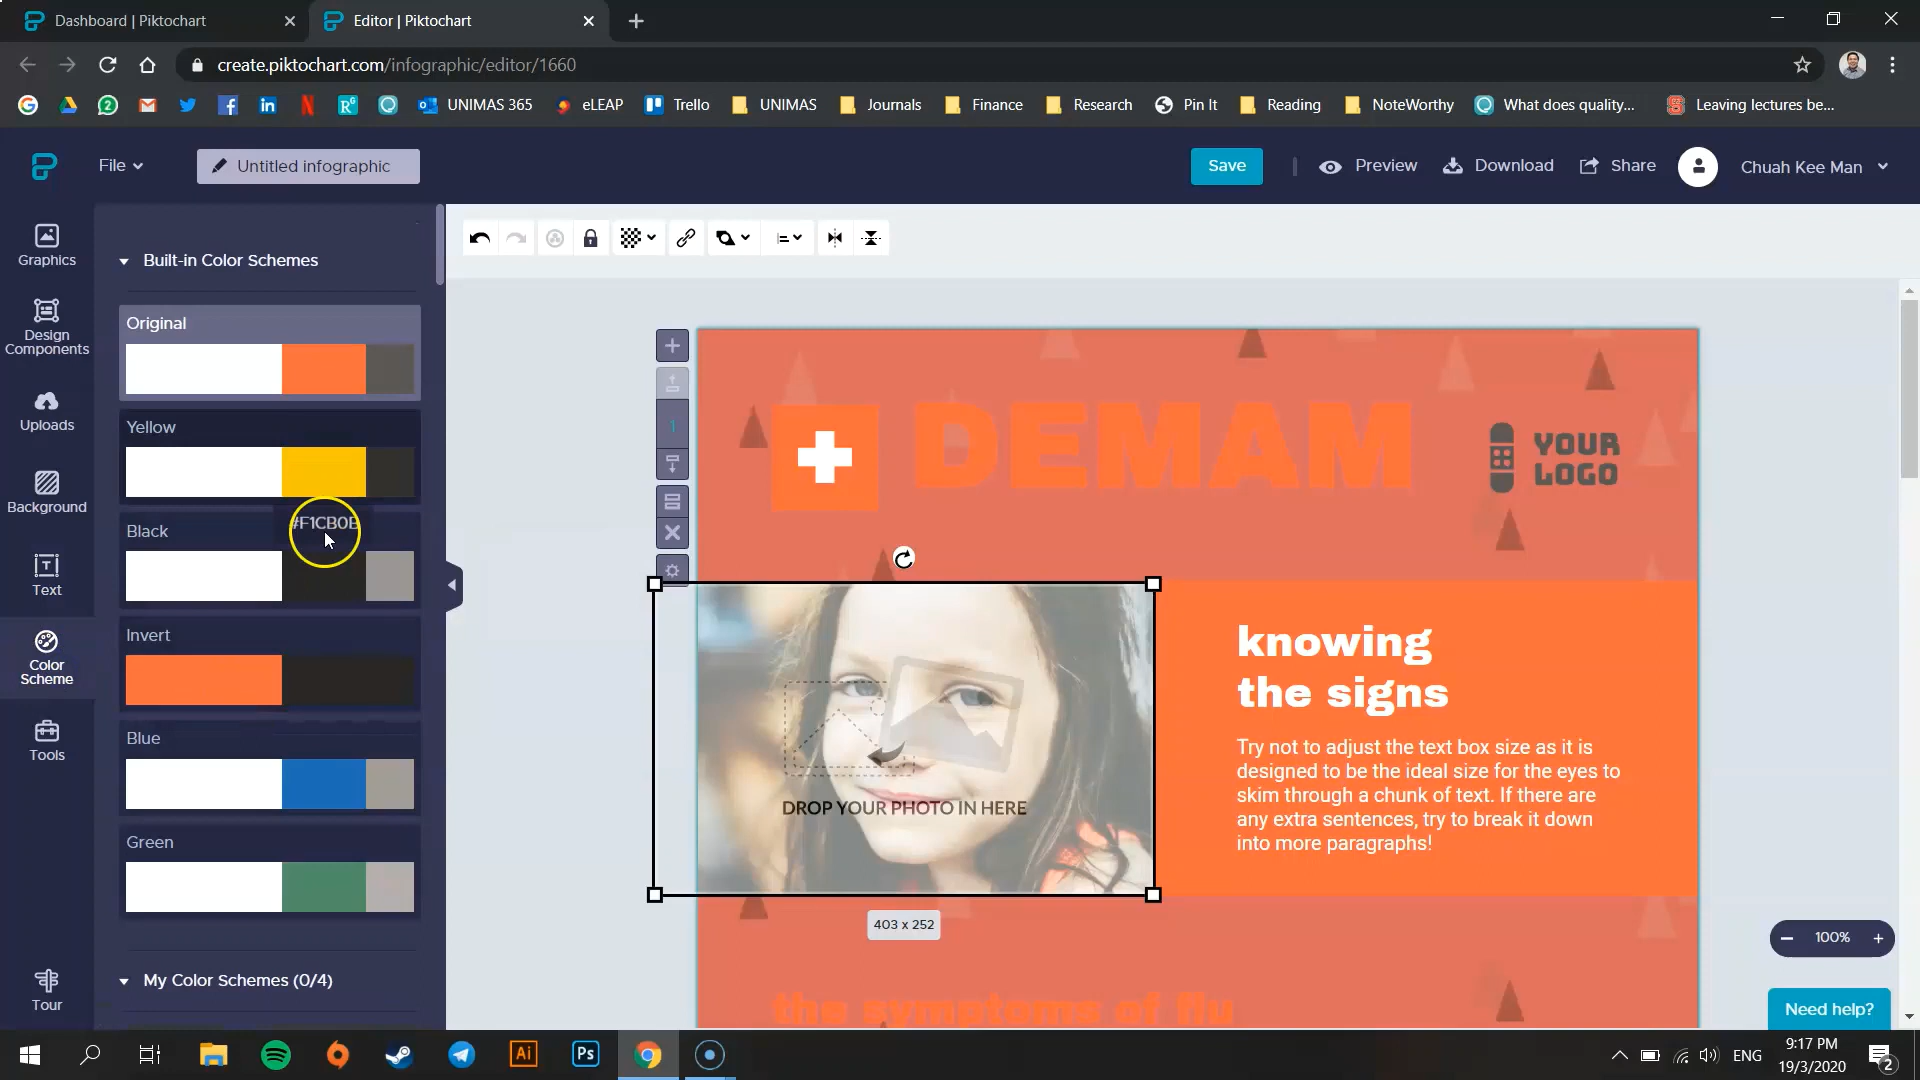 Dashboard | Piktochart
Editor | Piktochart
create.piktochart.com/infographic/editor/1660
UNIMAS 365
eLEAP
Trello
UNIMAS
Journals
Finance
Research
Pin It
Reading
NoteWorthy
What does quality...
Leaving lectures be...
File
Untitled infographic
Save
Preview
Download
Share
Chuah Kee Man
Graphics
Design
Components
Uploads
Background
Text
Color
Scheme
Tools
Tour
Built-in Color Schemes
Original
Yellow
#F1CB0B
Black
Invert
Blue
Green
My Color Schemes (0/4)
1
DEMAM
YOUR
LOGO
DROP YOUR PHOTO IN HERE
403 x 252
knowing
the signs
Try not to adjust the text box size as it is
designed to be the ideal size for the eyes to
skim through a chunk of text. If there are
any extra sentences, try to break it down
into more paragraphs!
the symptoms of flu
100%
Need help?
Ai
Ps
ENG
9:17 PM
19/3/2020
2